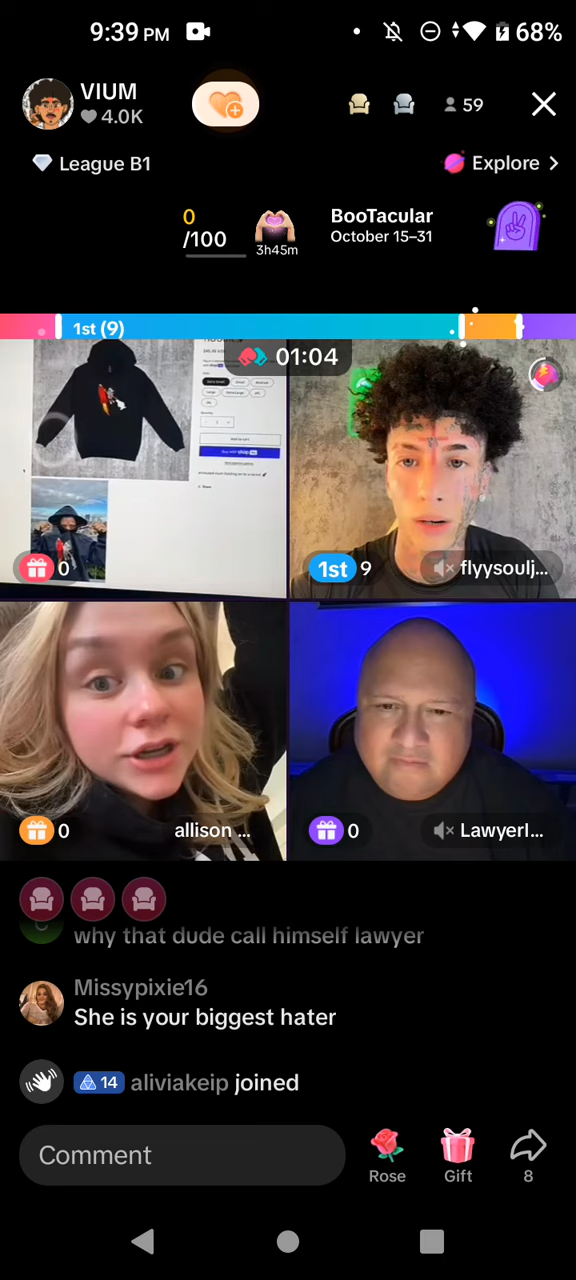 9:39 PM
68%
VIUM
4.0K
59
League B1
Explore >
0
/100
3h45m
BooTacular
October 15–31
1st (9)
01:04
0
1st 9
flyysoulj...
0
allison ...
0
Lawyerl...
why that dude call himself lawyer
Missypixie16
She is your biggest hater
14 aliviakeip joined
Comment
Rose
Gift
8